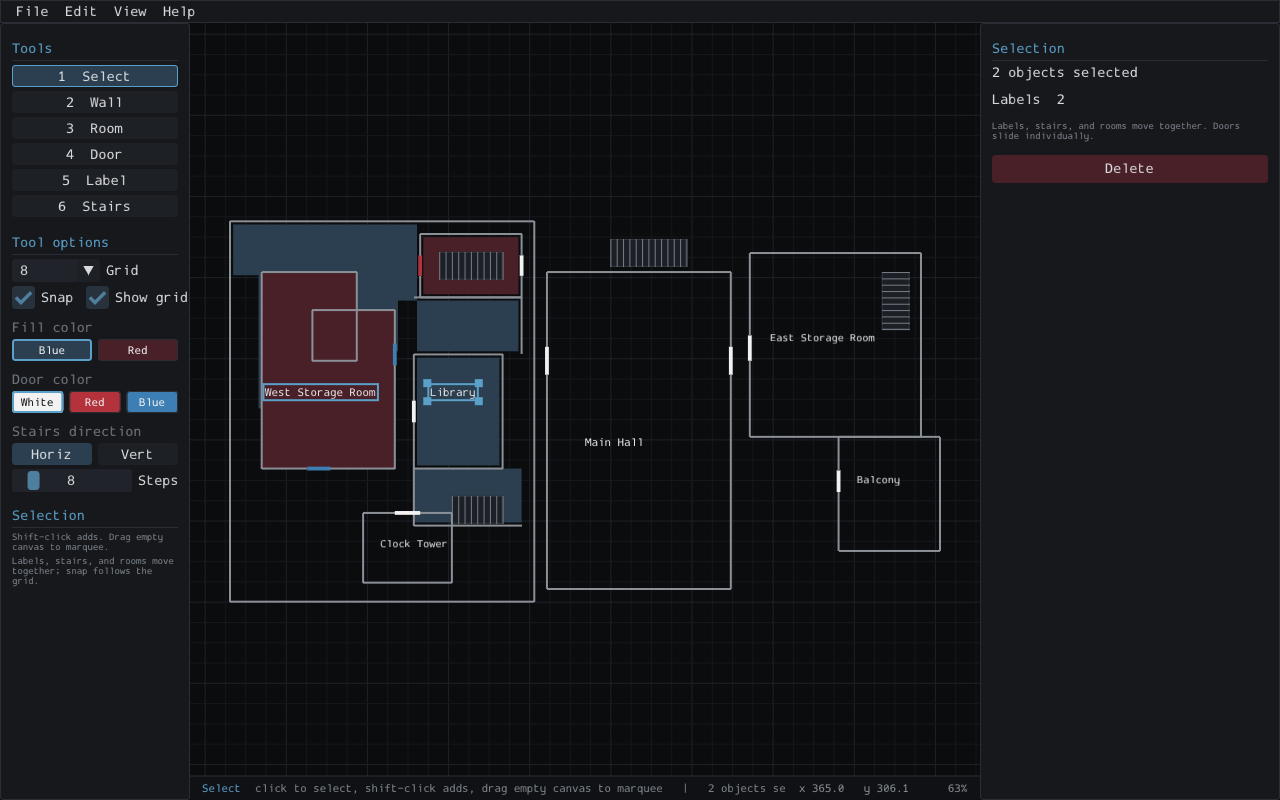 File Edit View Help
Tools
1 Select
2 Wall
3 Room
4 Door
5 Label
6 Stairs
Tool options
8 Grid
Snap Show grid
Fill color
Blue Red
Door color
White Red Blue
Stairs direction
Horiz Vert
8 Steps
Selection
Shift-click adds. Drag empty
canvas to marquee.
Labels, stairs, and rooms move
together; snap follows the
grid.
East Storage Room
West Storage Room
Library
Main Hall
Balcony
Clock Tower
Select click to select, shift-click adds, drag empty canvas to marquee | 2 objects se x 365.0 y 306.1 63%
Selection
2 objects selected
Labels 2
Labels, stairs, and rooms move together. Doors
slide individually.
Delete